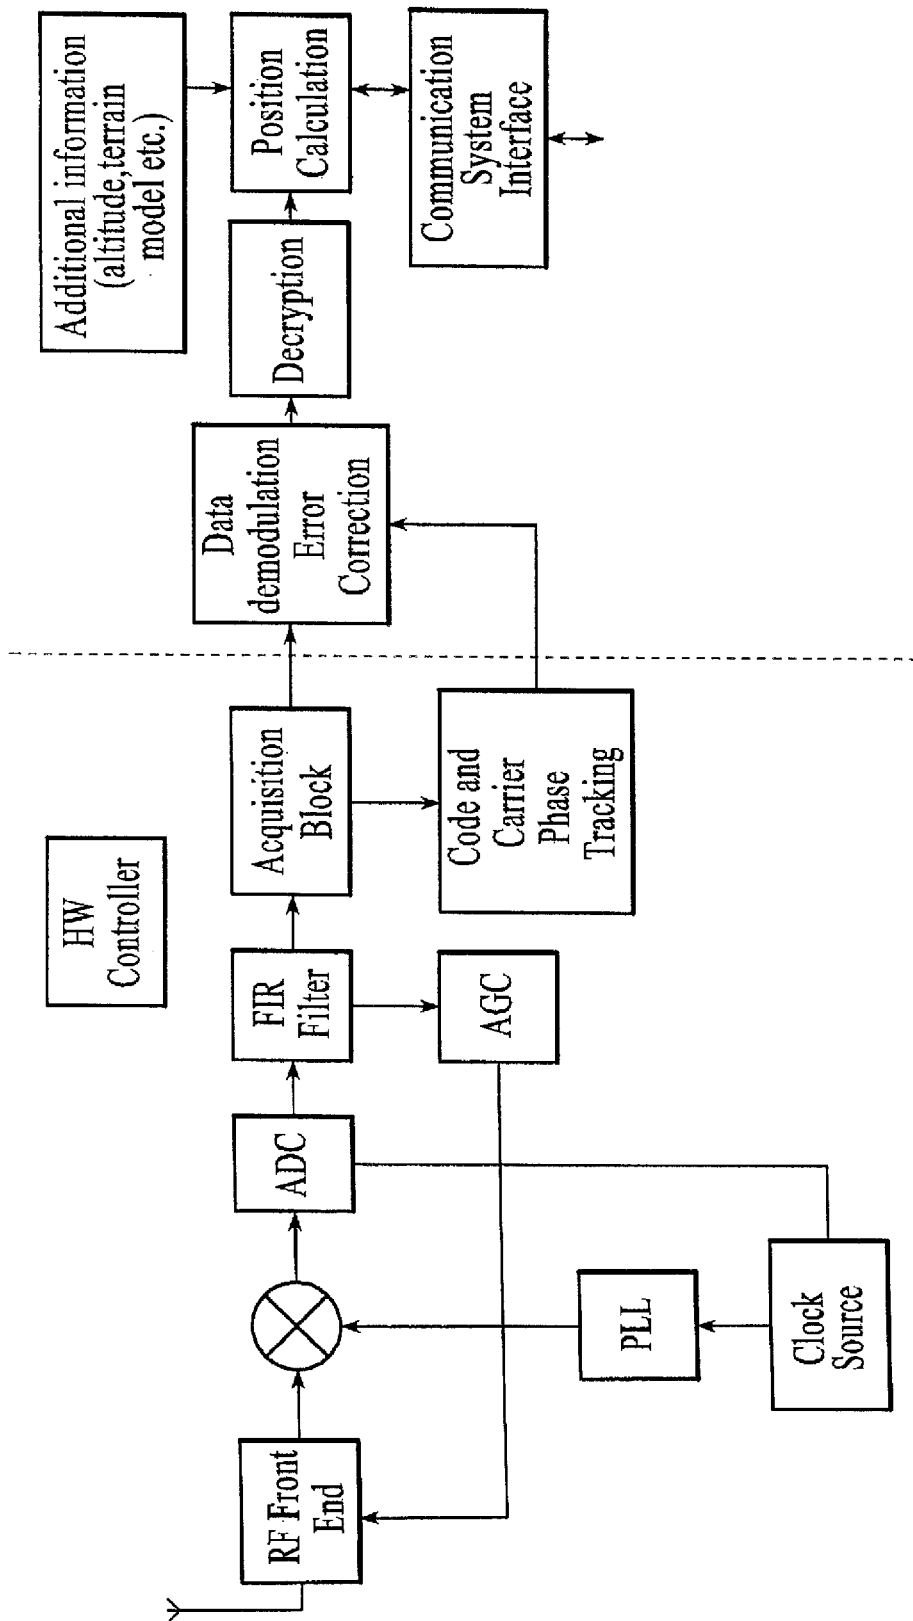 RF Front
End
PLL
Clock
Source
ADC
FIR
Filter
AGC
HW
Controller
Acquisition
Block
Code and
Carrier
Phase
Tracking
Data
demodulation
Error
Correction
Decryption
Additional information
(altitude,terrain
model etc.)
Position
Calculation
Communication
System
Interface